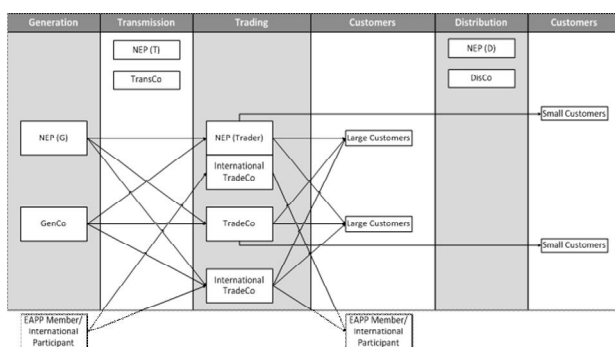 Generation Transmission Trading Customers Distribution Customers
NEP (T)
TransCo
NEP (D)
DisCo
Small Customers
NEP (G)
NEP (Trader)
Large Customers
International
TradeCo
GenCo
TradeCo
Large Customers
Small Customers
International
TradeCo
EAPP Member/
International
Participant
EAPP Member/
International
Participant